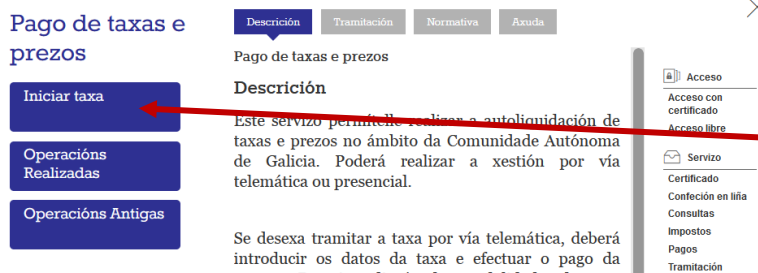 Pago de taxas e
prezos
Iniciar taxa
Operacións
Realizadas
Operacións Antigas
Descrición
Tramitación
Normativa
Axuda
Pago de taxas e prezos
Descrición
Este servizo permítelle realizar a autoliquidación de
taxas e prezos no ámbito da Comunidade Autónoma
de Galicia. Poderá realizar a xestión por vía
telemática ou presencial.
Se desexa tramitar a taxa por vía telemática, deberá
introducir os datos da taxa e efectuar o pago da
Acceso
Acceso con
certificado
Acceso libre
Servizo
Certificado
Confeción en liña
Consultas
Impostos
Pagos
Tramitación